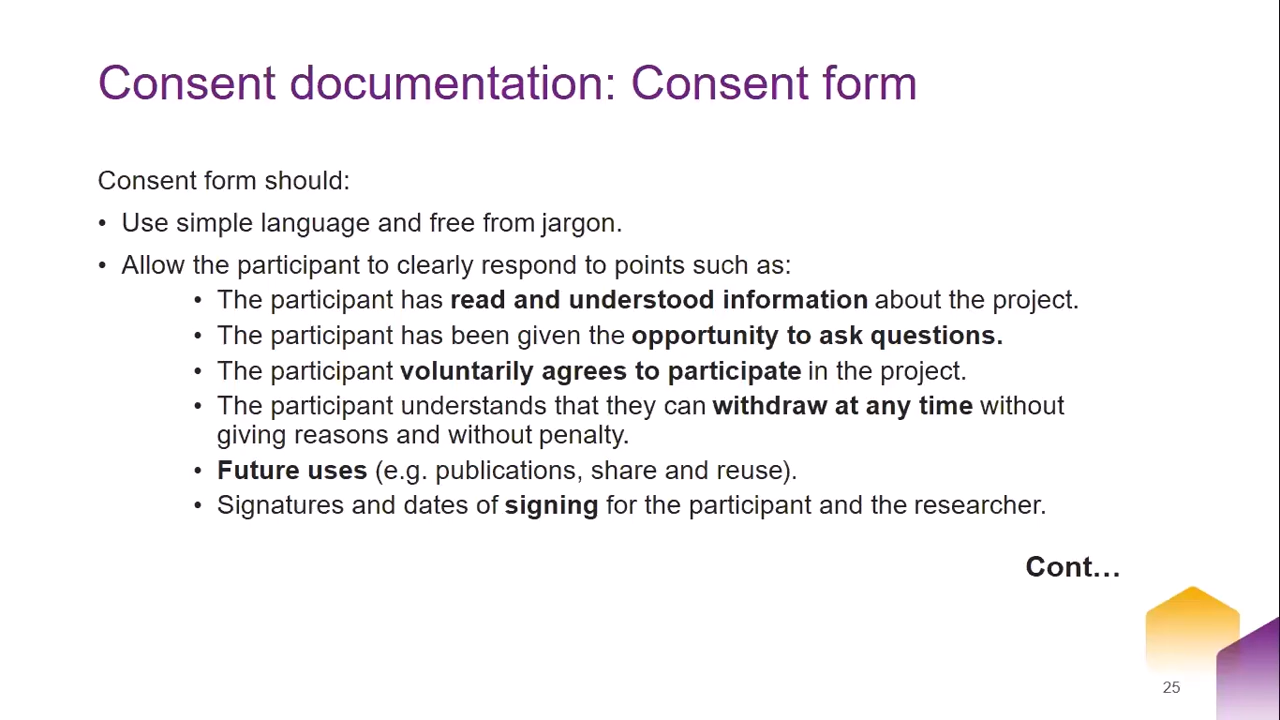 Consent documentation: Consent form
Consent form should:
• Use simple language and free from jargon.
• Allow the participant to clearly respond to points such as:
• The participant has read and understood information about the project.
• The participant has been given the opportunity to ask questions.
• The participant voluntarily agrees to participate in the project.
• The participant understands that they can withdraw at any time without
giving reasons and without penalty.
• Future uses (e.g. publications, share and reuse).
• Signatures and dates of signing for the participant and the researcher.
Cont…
25